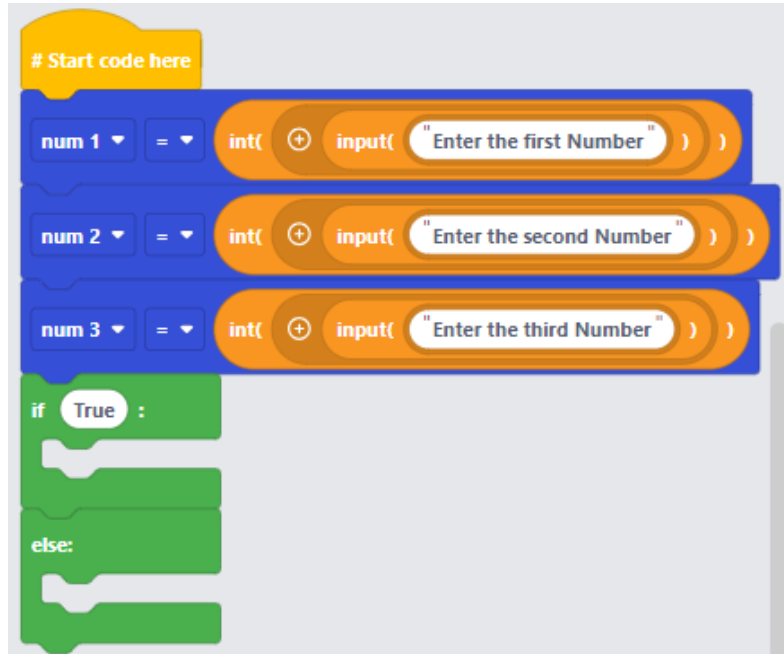 # Start code here
num 1 = int( input( "Enter the first Number" ) )
num 2 = int( input( "Enter the second Number" ) )
num 3 = int( input( "Enter the third Number" ) )
if True :
else: